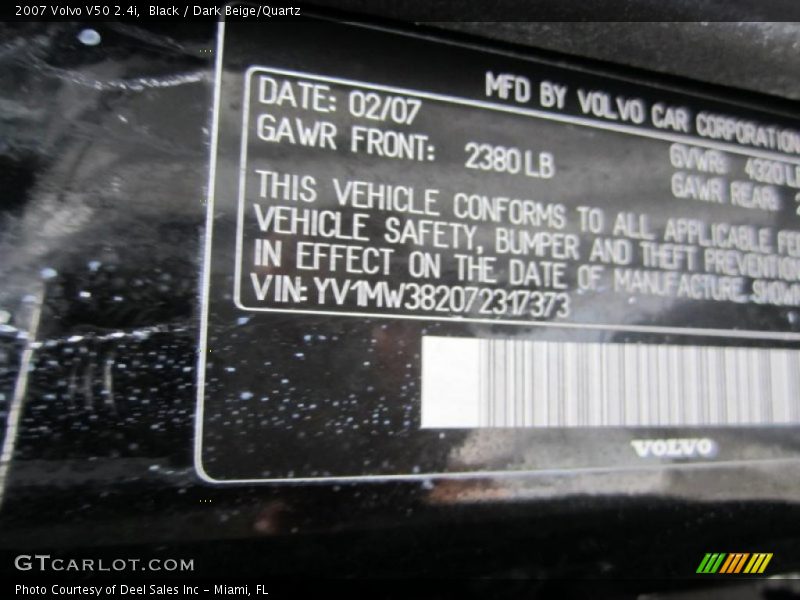 2007 Volvo V50 2.4i, Black / Dark Beige/Quartz
MFD BY VOLVO CAR CORPORATION
DATE: 02/07
GAWR FRONT: 2380 LB
GVWR: 4320 LB
GAWR REAR: 2
THIS VEHICLE CONFORMS TO ALL APPLICABLE FE
VEHICLE SAFETY, BUMPER AND THEFT PREVENTION
IN EFFECT ON THE DATE OF MANUFACTURE SHOW
VIN: YV1MW382072317373
VOLVO
GTCARLOT.COM
Photo Courtesy of Deel Sales Inc - Miami, FL